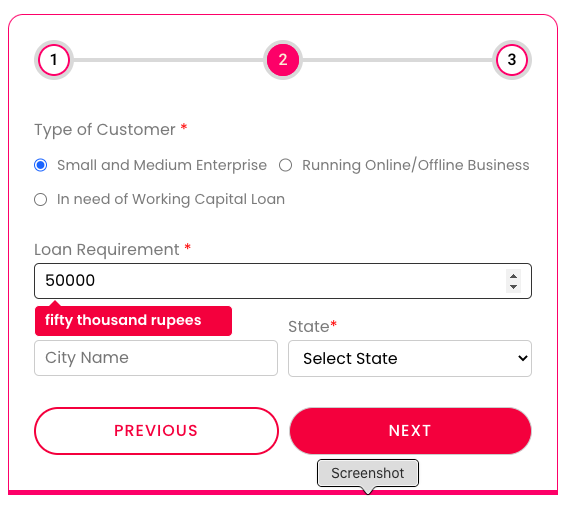 1 2 3
Type of Customer *
Small and Medium Enterprise Running Online/Offline Business
In need of Working Capital Loan
Loan Requirement *
50000
fifty thousand rupees
State*
City Name Select State
PREVIOUS NEXT
Screenshot